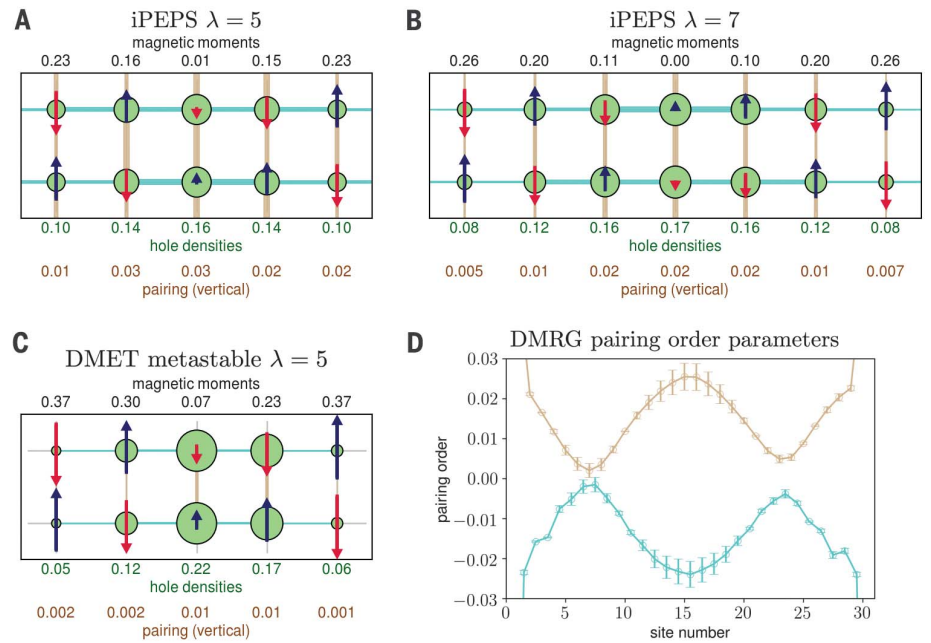 A
iPEPS λ = 5
magnetic moments
0.23 0.16 0.01 0.15 0.23
0.10 0.14 0.16 0.14 0.10
hole densities
0.01 0.03 0.03 0.02 0.02
pairing (vertical)
B
iPEPS λ = 7
magnetic moments
0.26 0.20 0.11 0.00 0.10 0.20 0.26
0.08 0.12 0.16 0.17 0.16 0.12 0.08
hole densities
0.005 0.01 0.02 0.02 0.02 0.01 0.007
pairing (vertical)
C
DMET metastable λ = 5
magnetic moments
0.37 0.30 0.07 0.23 0.37
0.05 0.12 0.22 0.17 0.06
hole densities
0.002 0.002 0.01 0.01 0.001
pairing (vertical)
D
DMRG pairing order parameters
0.03
0.02
0.01
0.00
−0.01
−0.02
−0.03
pairing order
0 5 10 15 20 25 30
site number